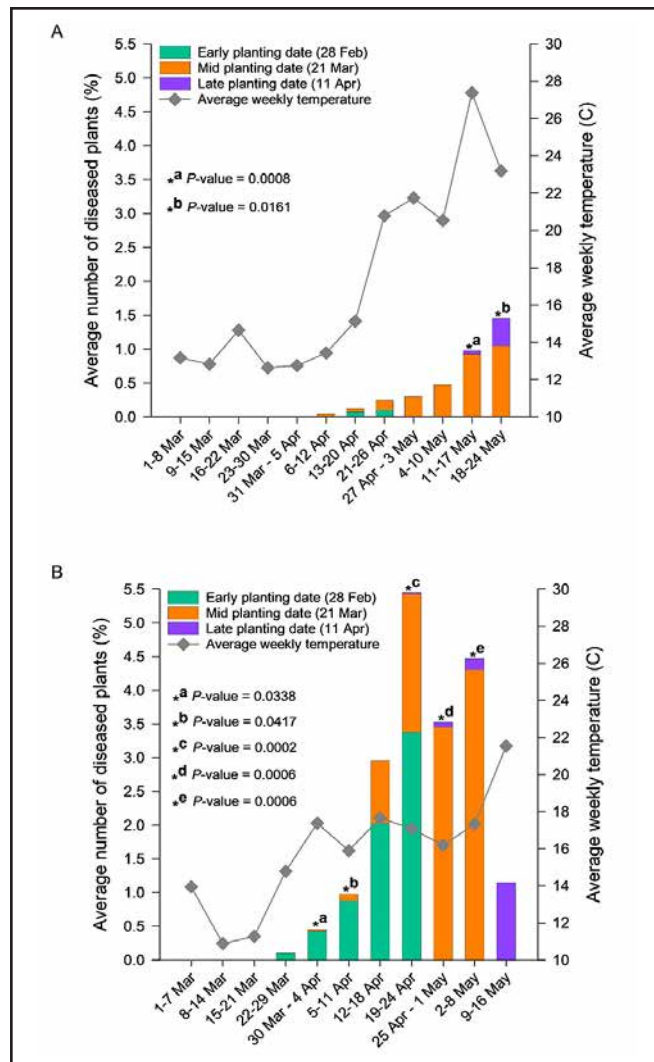 A
Early planting date (28 Feb)
Mid planting date (21 Mar)
Late planting date (11 Apr)
Average weekly temperature
*a P-value = 0.0008
*b P-value = 0.0161
Average number of diseased plants (%)
5.5
5.0
4.5
4.0
3.5
3.0
2.5
2.0
1.5
1.0
0.5
0.0
30
28
26
24
22
20
18
16
14
12
10
Average weekly temperature (C)
*a
*b
1-8 Mar
9-15 Mar
16-22 Mar
23-30 Mar
31 Mar - 5 Apr
6-12 Apr
13-20 Apr
21-26 Apr
27 Apr - 3 May
4-10 May
11-17 May
18-24 May
B
Early planting date (28 Feb)
Mid planting date (21 Mar)
Late planting date (11 Apr)
Average weekly temperature
*a P-value = 0.0338
*b P-value = 0.0417
*c P-value = 0.0002
*d P-value = 0.0006
*e P-value = 0.0006
Average number of diseased plants (%)
5.5
5.0
4.5
4.0
3.5
3.0
2.5
2.0
1.5
1.0
0.5
0.0
30
28
26
24
22
20
18
16
14
12
10
Average weekly temperature (C)
*a
*b
*c
*d
*e
1-7 Mar
8-14 Mar
15-21 Mar
22-29 Mar
30 Mar - 4 Apr
5-11 Apr
12-18 Apr
19-24 Apr
25 Apr - 1 May
2-8 May
9-16 May